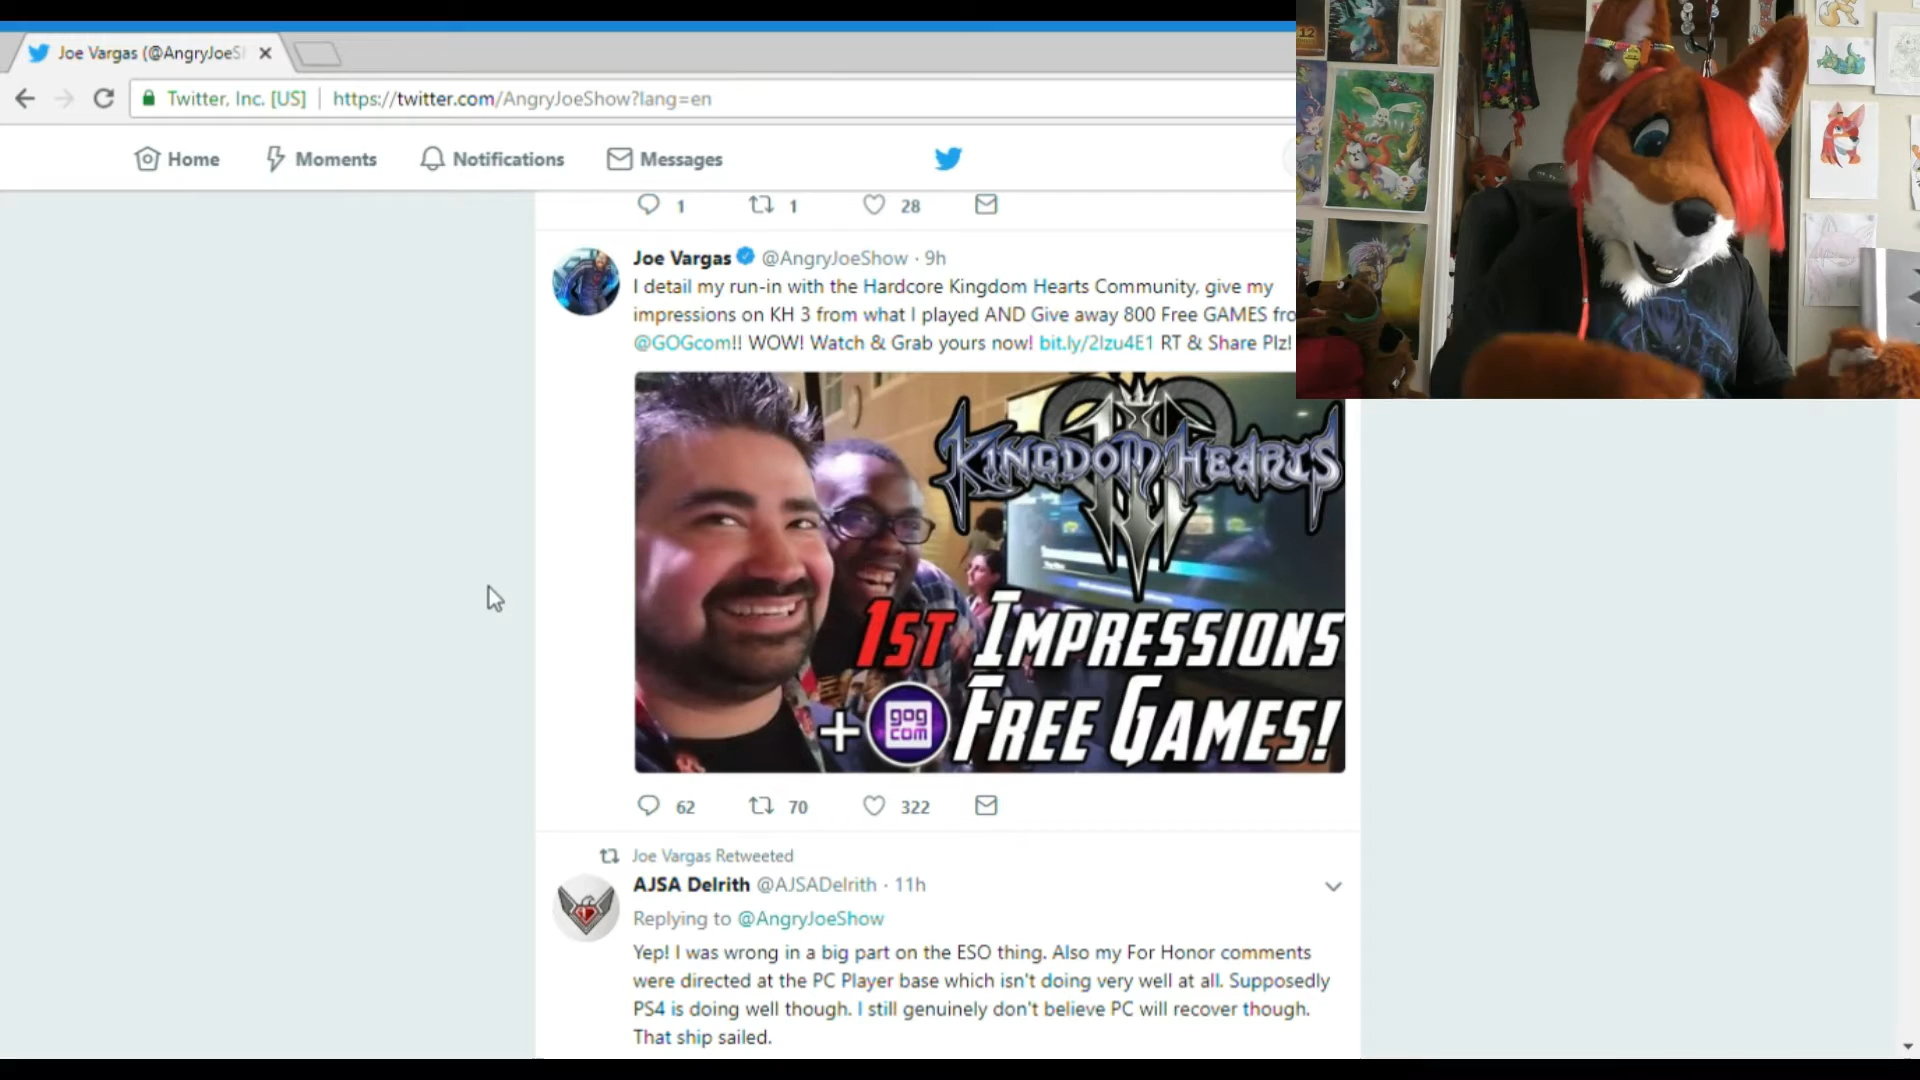 Joe Vargas (@AngryJoeS
Twitter, Inc. [US] https://twitter.com/AngryJoeShow?lang=en
Home Moments Notifications Messages
1 1 28
Joe Vargas @AngryJoeShow · 9h
I detail my run-in with the Hardcore Kingdom Hearts Community, give my
impressions on KH 3 from what I played AND Give away 800 Free GAMES fro
@GOGcom!! WOW! Watch & Grab yours now! bit.ly/2Izu4E1 RT & Share Plz!
KINGDOM HEARTS
III
1ST IMPRESSIONS
+ gog com FREE GAMES!
62 70 322
Joe Vargas Retweeted
AJSA Delrith @AJSADelrith · 11h
Replying to @AngryJoeShow
Yep! I was wrong in a big part on the ESO thing. Also my For Honor comments
were directed at the PC Player base which isn't doing very well at all. Supposedly
PS4 is doing well though. I still genuinely don't believe PC will recover though.
That ship sailed.